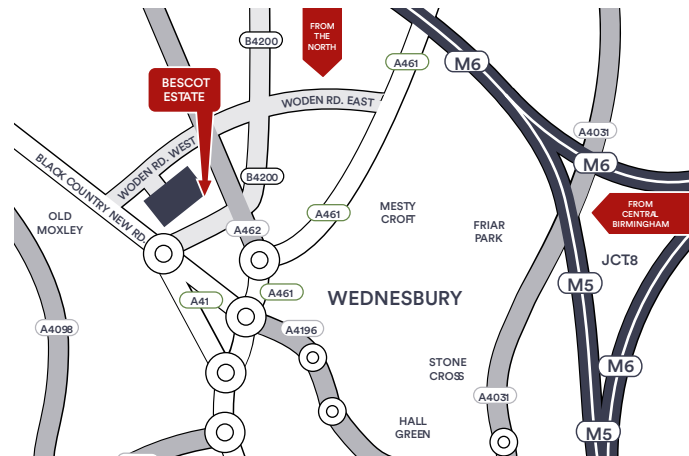 FROM
THE
NORTH
B4200
A461
M6
BESCOT
ESTATE
WODEN RD. EAST
A4031
M6
WODEN RD. WEST
B4200
BLACK COUNTRY NEW RD.
FROM
CENTRAL
BIRMINGHAM
MESTY
CROFT
A461
OLD
MOXLEY
A462
FRIAR
PARK
JCT.8
M5
A461
A41
WEDNESBURY
A4098
A4196
STONE
CROSS
M6
A4031
HALL
GREEN
M5